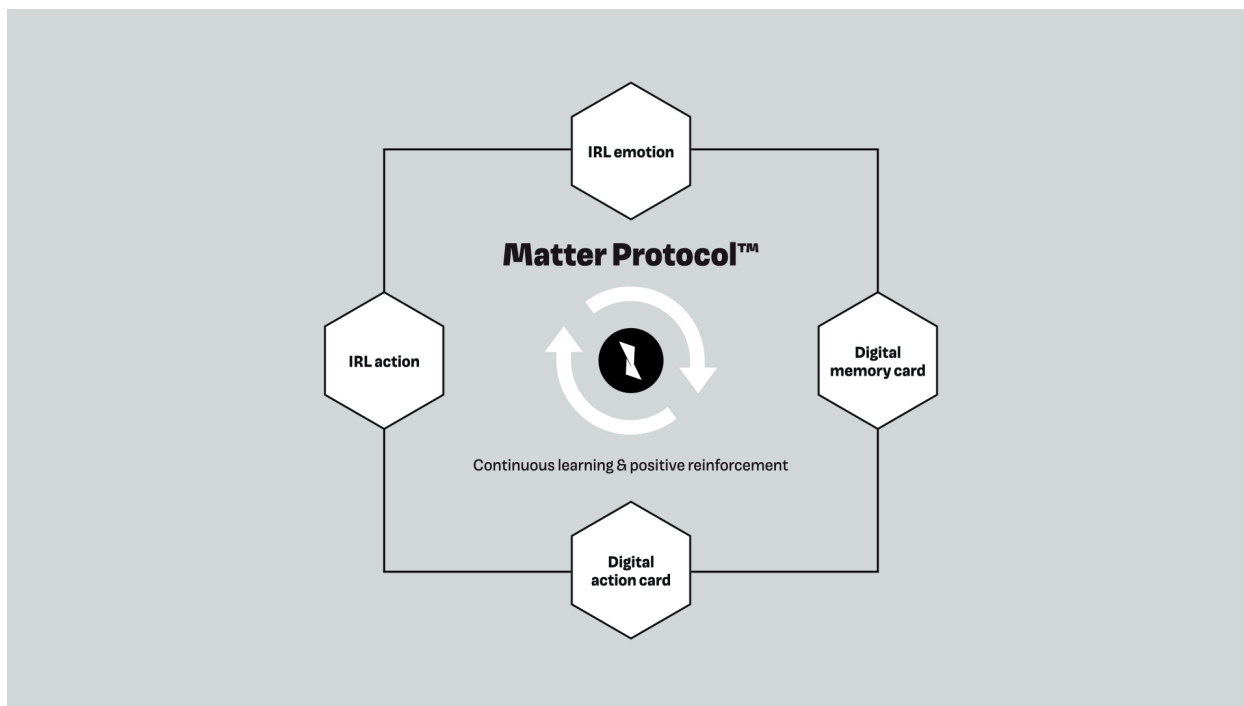 IRL emotion
Matter Protocol™
IRL action
Digital
memory card
Continuous learning & positive reinforcement
Digital
action card